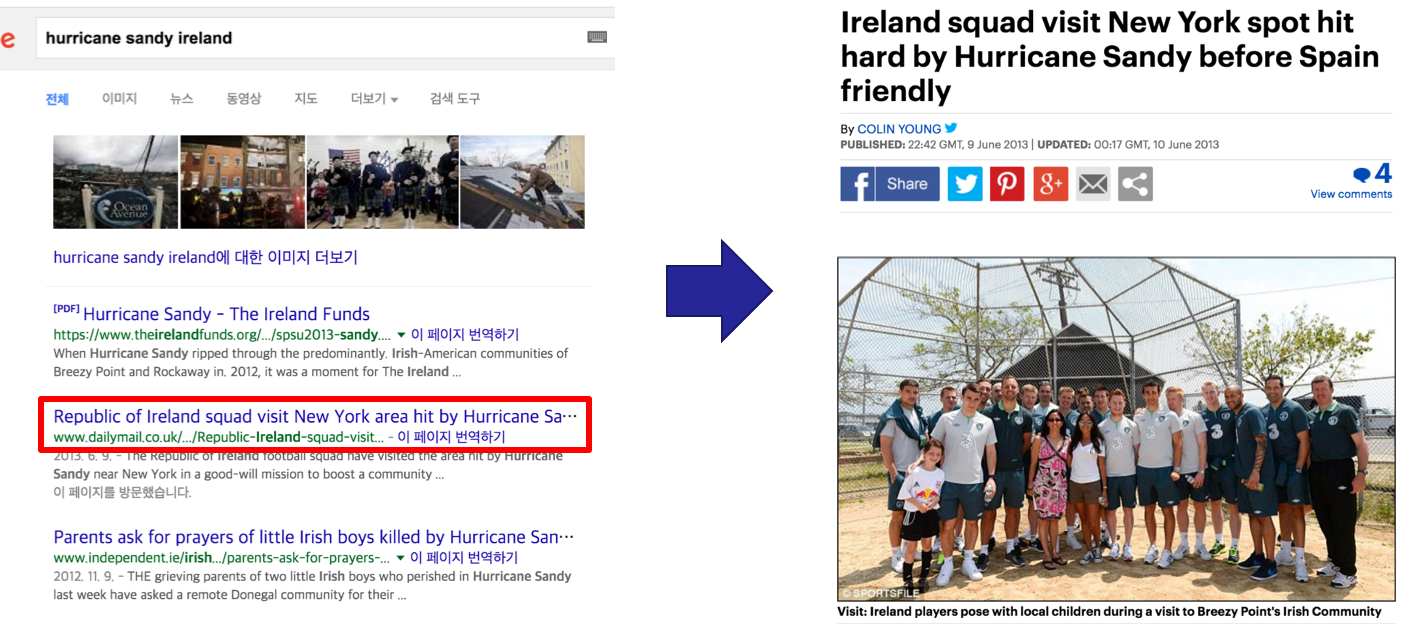 e
hurricane sandy ireland
전체 이미지 뉴스 동영상 지도 더보기 검색 도구
Ocean
Avenue
hurricane sandy ireland에 대한 이미지 더보기
[PDF] Hurricane Sandy - The Ireland Funds
https://www.theirelandfunds.org/.../spsu2013-sandy.... 이 페이지 번역하기
When Hurricane Sandy ripped through the predominantly. Irish-American communities of
Breezy Point and Rockaway in. 2012, it was a moment for The Ireland ...
Republic of Ireland squad visit New York area hit by Hurricane Sa···
www.dailymail.co.uk/.../Republic-Ireland-squad-visit... - 이 페이지 번역하기
2013. 6. 9. - The Republic of Ireland football squad have visited the area hit by Hurricane
Sandy near New York in a good-will mission to boost a community ...
이 페이지를 방문했습니다.
Parents ask for prayers of little Irish boys killed by Hurricane San···
www.independent.ie/irish.../parents-ask-for-prayers-... 이 페이지 번역하기
2012. 11. 9. - THE grieving parents of two little Irish boys who perished in Hurricane Sandy
last week have asked a remote Donegal community for their ...
Ireland squad visit New York spot hit
hard by Hurricane Sandy before Spain
friendly
By COLIN YOUNG
PUBLISHED: 22:42 GMT, 9 June 2013 | UPDATED: 00:17 GMT, 10 June 2013
f Share
g+
4
View comments
3
© SPORTSFILE
Visit: Ireland players pose with local children during a visit to Breezy Point's Irish Community